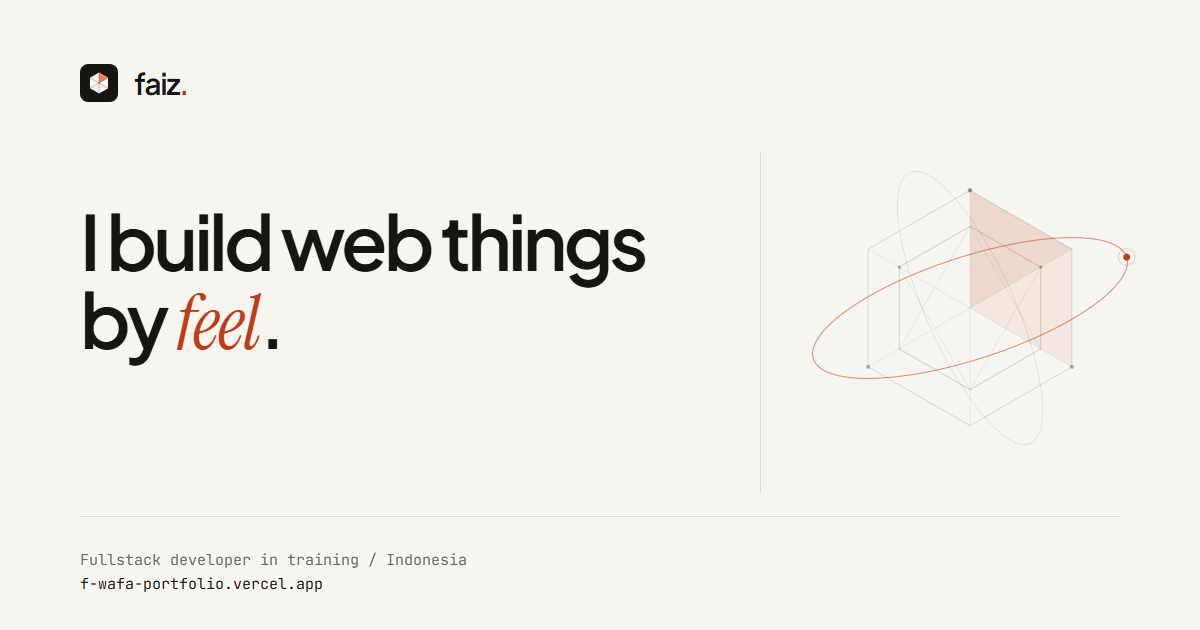 faiz.
I build web things
by feel.
Fullstack developer in training / Indonesia
f-wafa-portfolio.vercel.app